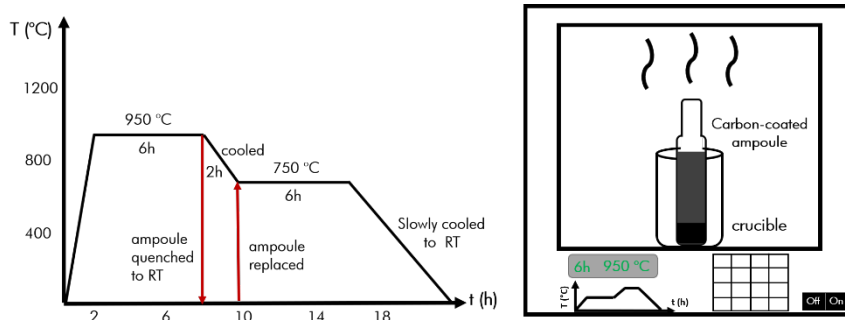 T (°C)
1200
800
400
950 °C
6h
cooled
2h
750 °C
6h
ampoule
quenched
to RT
ampoule
replaced
Slowly cooled
to RT
t (h)
2
6
10
14
18
Carbon-coated
ampoule
crucible
6h 950 °C
T (°C)
t (h)
Off On